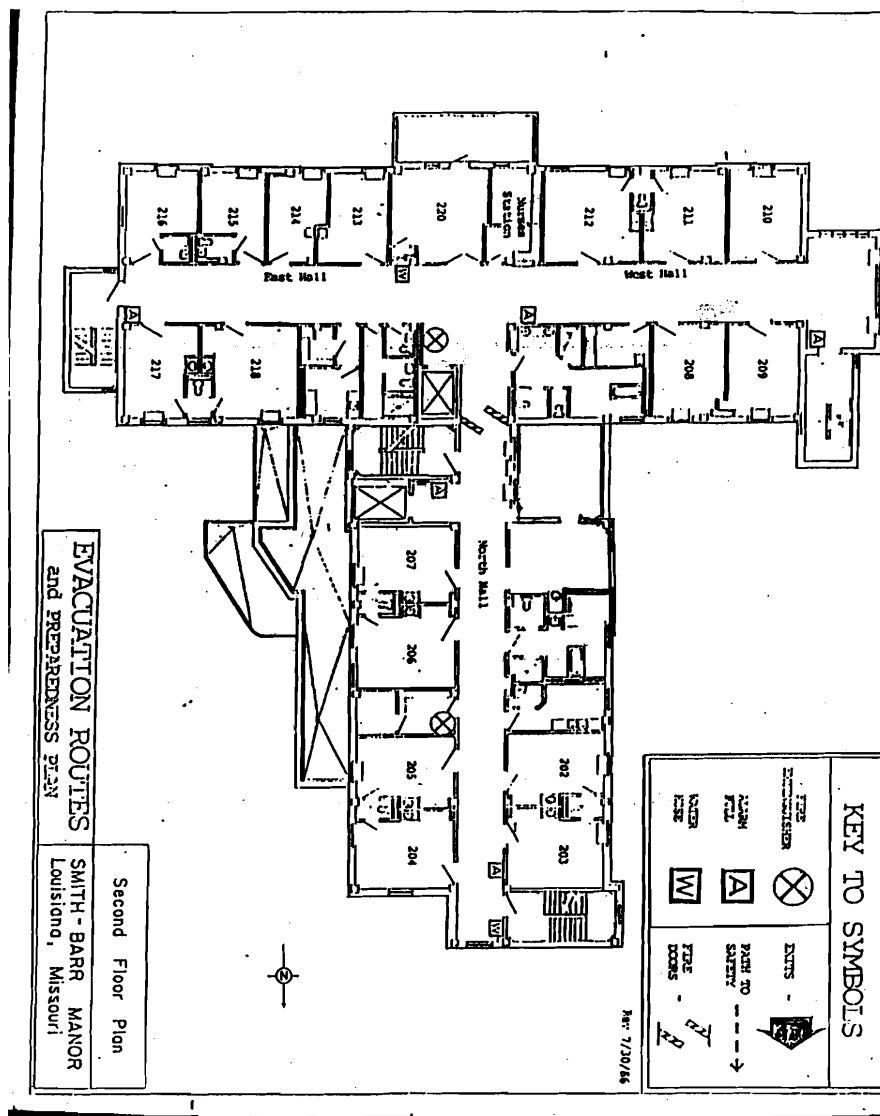 KEY TO SYMBOLS
FIRE
EXTINGUISHER
ALARM
PULL
WATER
HOSE
EXITS -
PATH TO
SAFETY
FIRE
DOORS -
A
W
Rev 7/30/86
210
211
212
Nurses
Station
220
213
214
215
216
West Hall
East Hall
W
A
A
A
209
208
218
217
North Hall
A
207
206
205
204
202
203
A
W
N
EVACUATION ROUTES
and PREPAREDNESS PLAN
Second Floor Plan
SMITH-BARR MANOR
Louisiana, Missouri